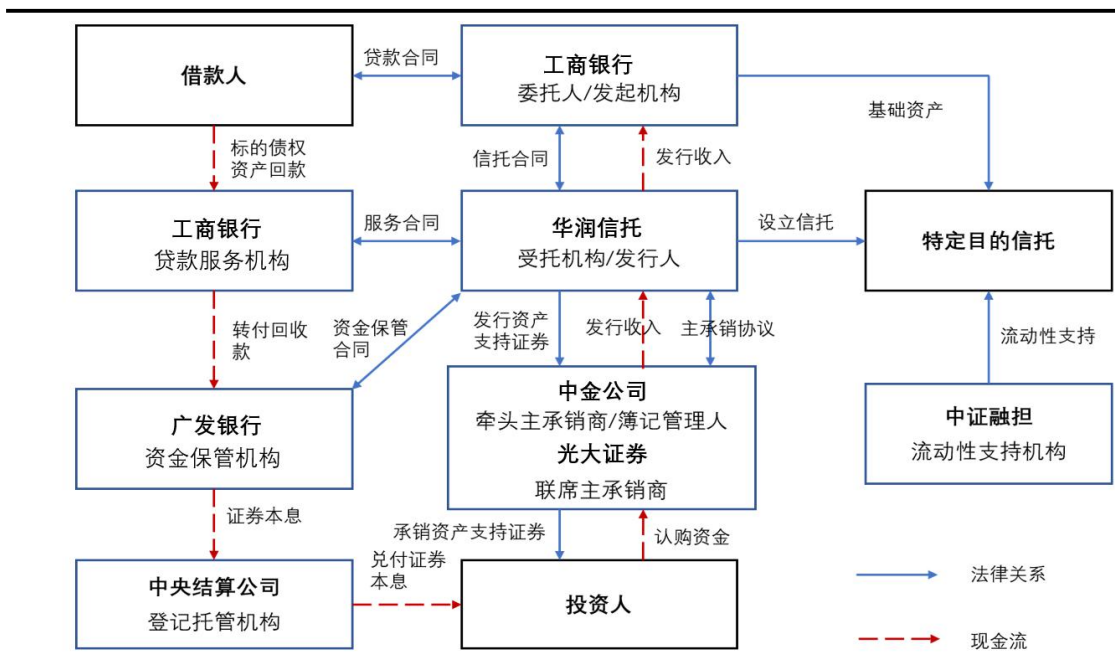 借款人
贷款合同
工商银行
委托人/发起机构
基础资产
标的债权
资产回款
信托合同
发行收入
工商银行
贷款服务机构
服务合同
华润信托
受托机构/发行人
设立信托
特定目的信托
转付回收
款
资金保管
合同
发行资产
支持证券
发行收入
主承销协议
流动性支持
广发银行
资金保管机构
中金公司
牵头主承销商/簿记管理人
光大证券
联席主承销商
中证融担
流动性支持机构
证券本息
承销资产支持证券
认购资金
兑付证券
本息
中央结算公司
登记托管机构
投资人
法律关系
现金流